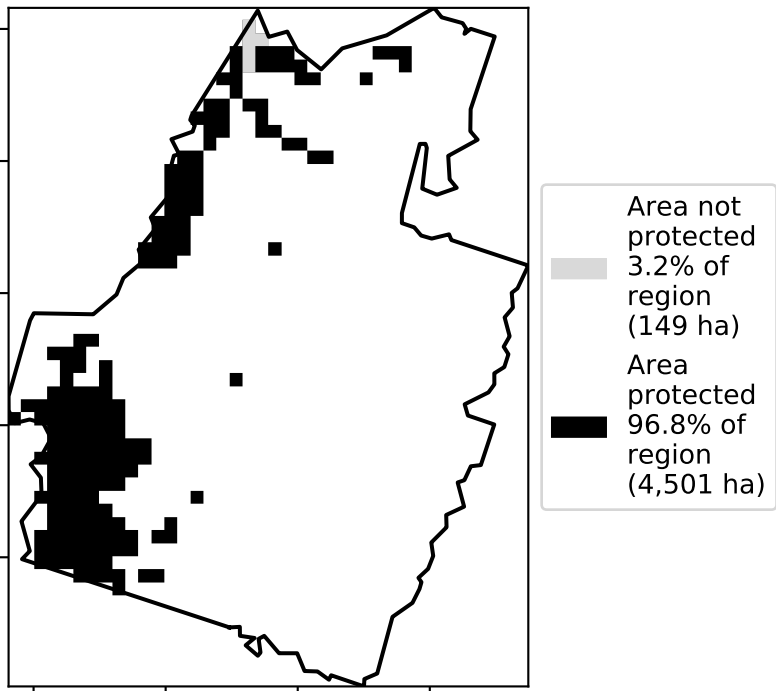 Area not
protected
3.2% of
region
(149 ha)
Area
protected
96.8% of
region
(4,501 ha)